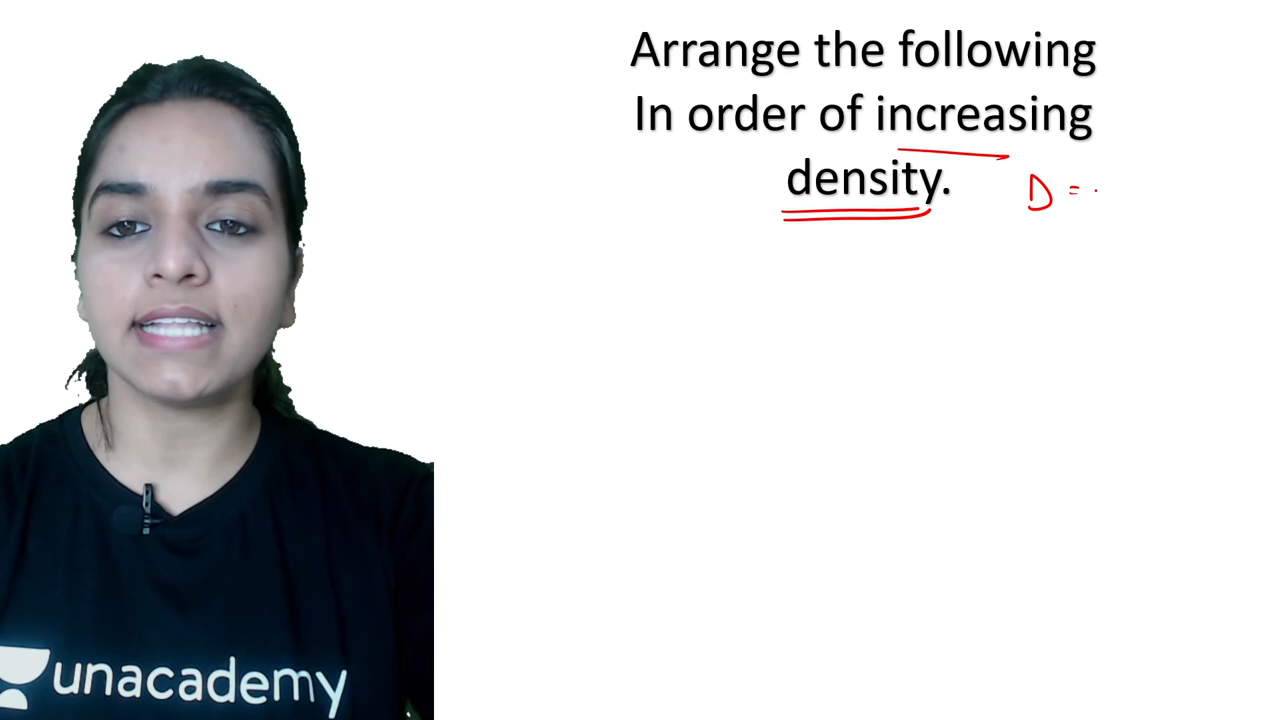 Arrange the following
In order of increasing
density.
D = .
unacademy